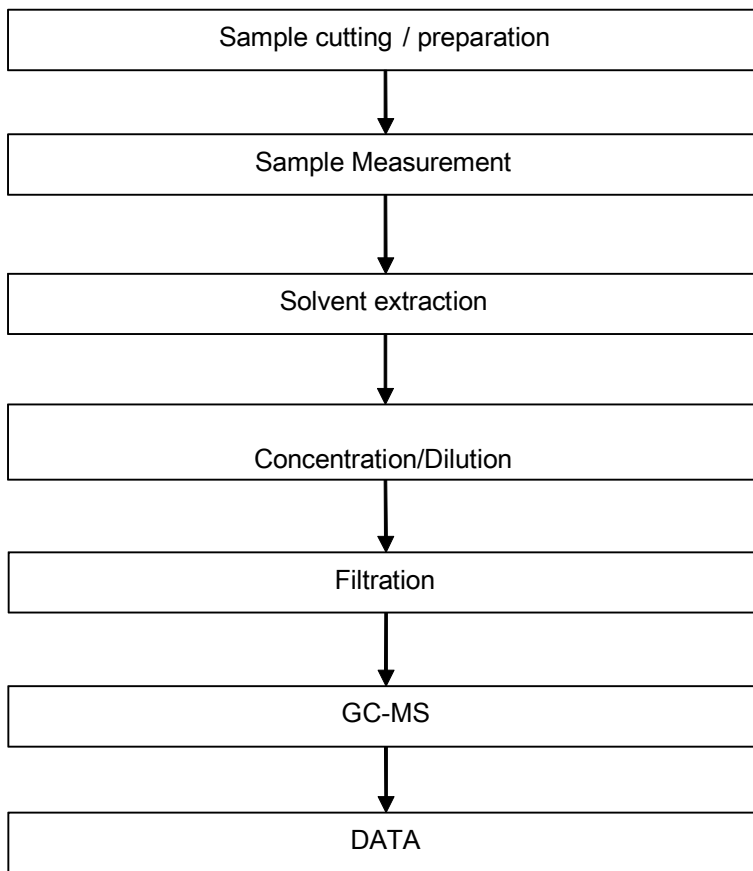 Sample cutting / preparation
Sample Measurement
Solvent extraction
Concentration/Dilution
Filtration
GC-MS
DATA